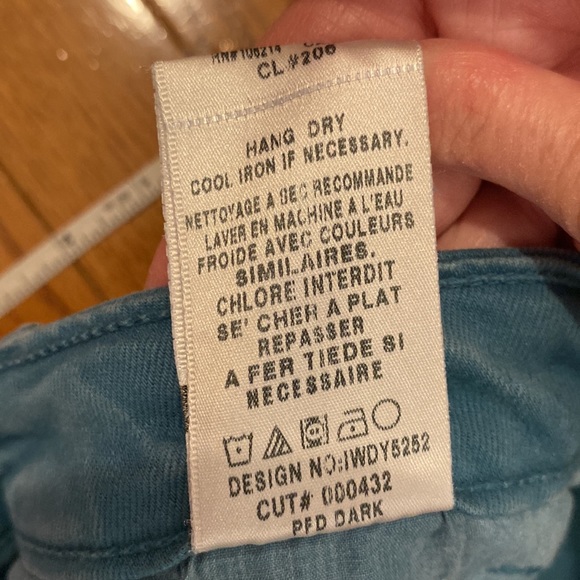 CL#206
HANG DRY
COOL IRON IF NECESSARY.
NETTOYAGE A SEC RECOMMANDE
LAVER EN MACHINE A L'EAU
FROIDE AVEC COULEURS
SIMILAIRES.
CHLORE INTERDIT
SE' CHER A PLAT
REPASSER
A FER TIEDE SI
NECESSAIRE
DESIGN NO:IWDY5252
CUT# 000432
PFD DARK